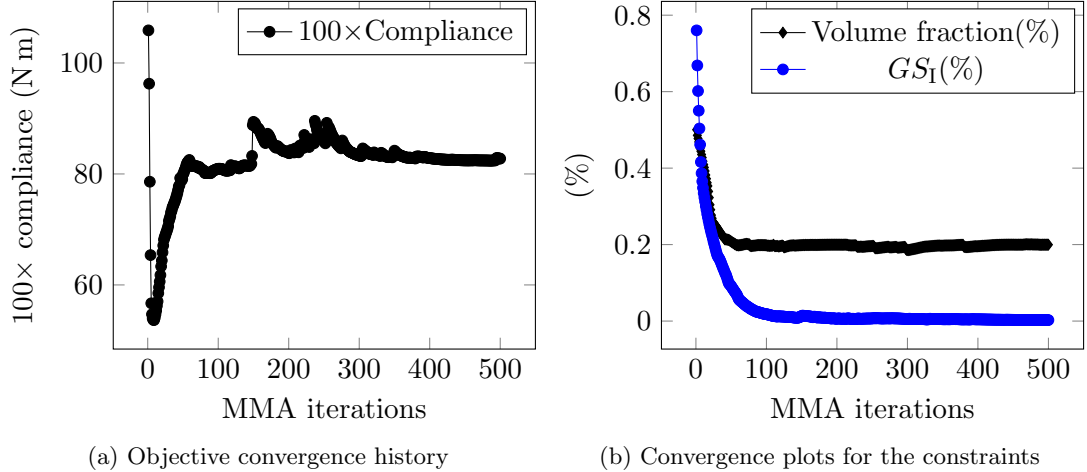 100×Compliance
100
80
60
100× compliance (N m)
0 100 200 300 400 500
MMA iterations
(a) Objective convergence history
Volume fraction(%)
GS_I(%)
0.8
0.6
0.4
0.2
0
(%)
0 100 200 300 400 500
MMA iterations
(b) Convergence plots for the constraints